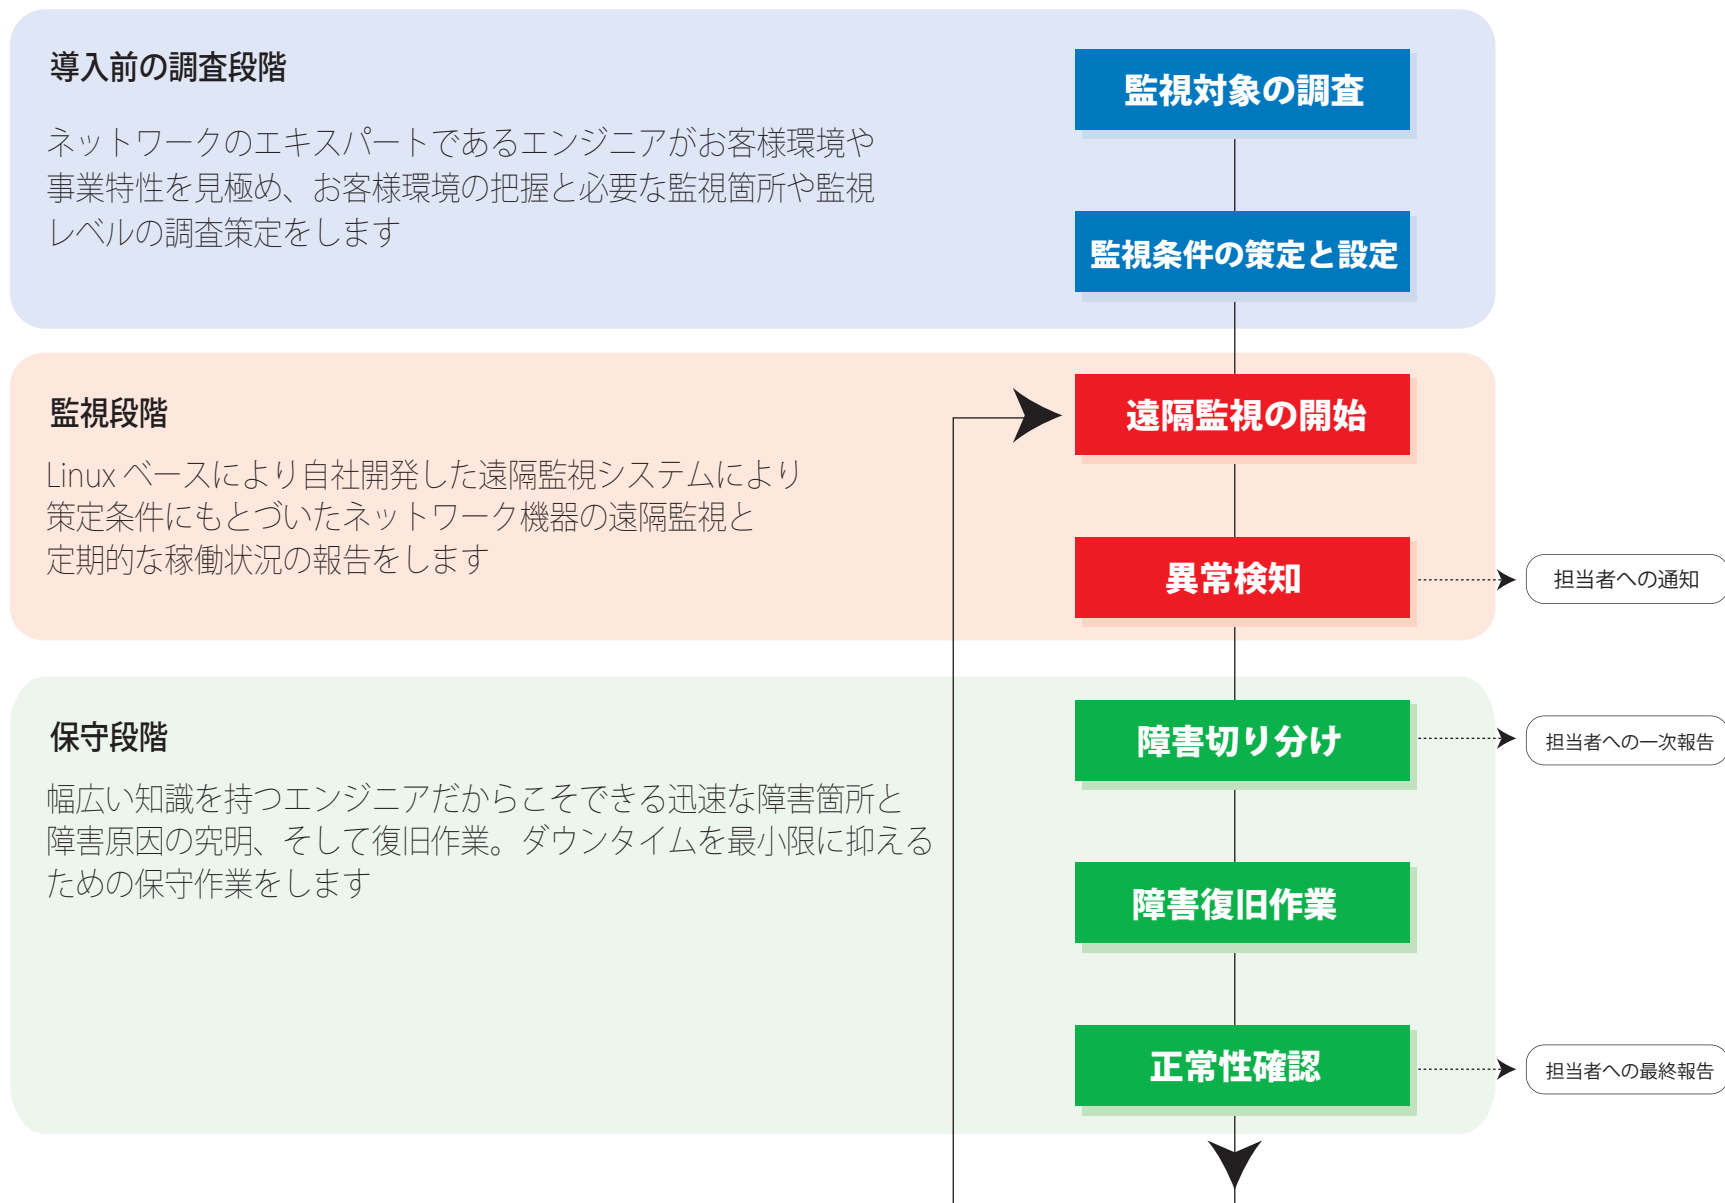 導入前の調査段階
ネットワークのエキスパートであるエンジニアがお客様環境や
事業特性を見極め、お客様環境の把握と必要な監視箇所や監視
レベルの調査策定をします
監視対象の調査
監視条件の策定と設定
監視段階
Linux ベースにより自社開発した遠隔監視システムにより
策定条件にもとづいたネットワーク機器の遠隔監視と
定期的な稼働状況の報告をします
遠隔監視の開始
異常検知
担当者への通知
保守段階
幅広い知識を持つエンジニアだからこそできる迅速な障害箇所と
障害原因の究明、そして復旧作業。ダウンタイムを最小限に抑える
ための保守作業をします
障害切り分け
担当者への一次報告
障害復旧作業
正常性確認
担当者への最終報告